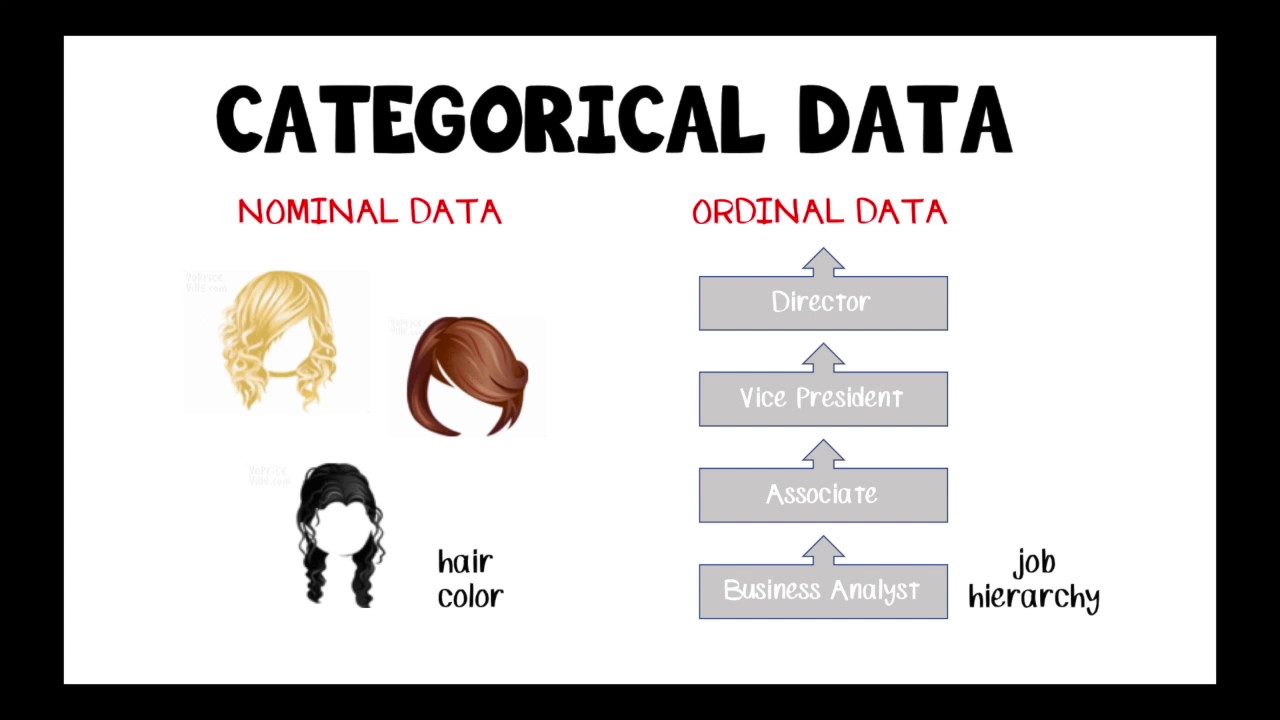 CATEGORICAL DATA
NOMINAL DATA
hair
color
ORDINAL DATA
Director
Vice President
Associate
Business Analyst
job
hierarchy